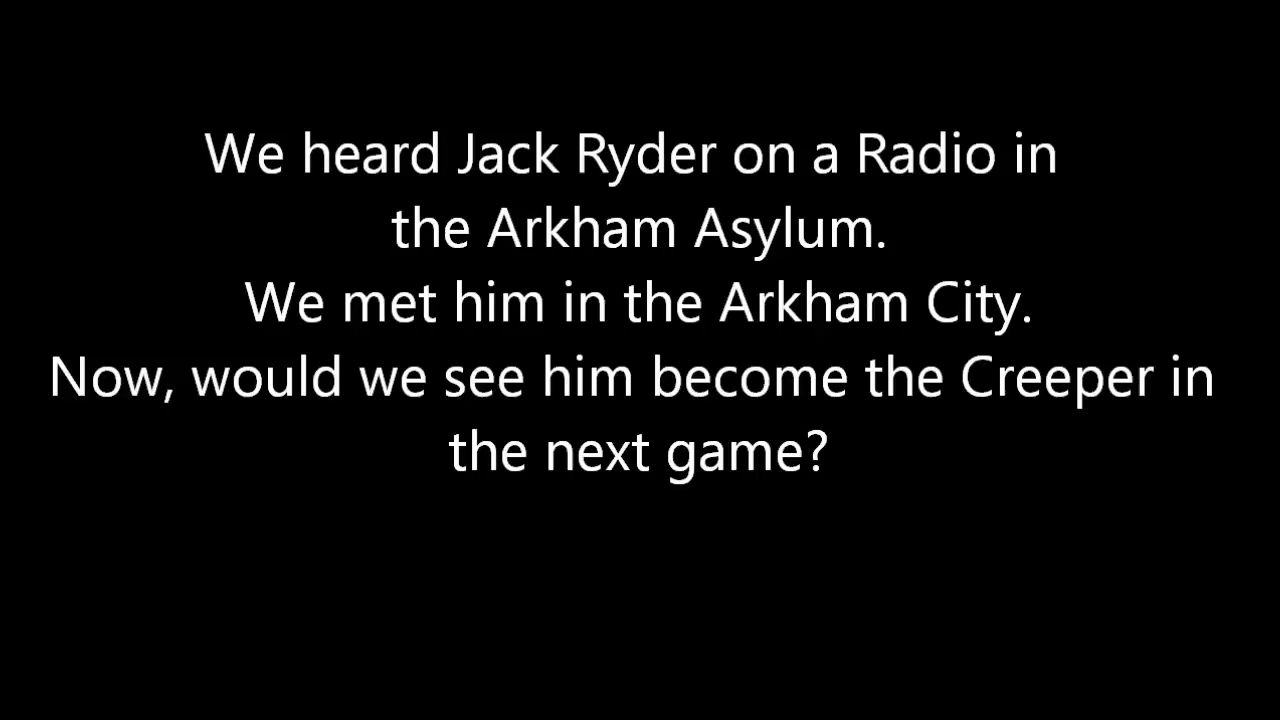 We heard Jack Ryder on a Radio in
the Arkham Asylum.
We met him in the Arkham City.
Now, would we see him become the Creeper in
the next game?